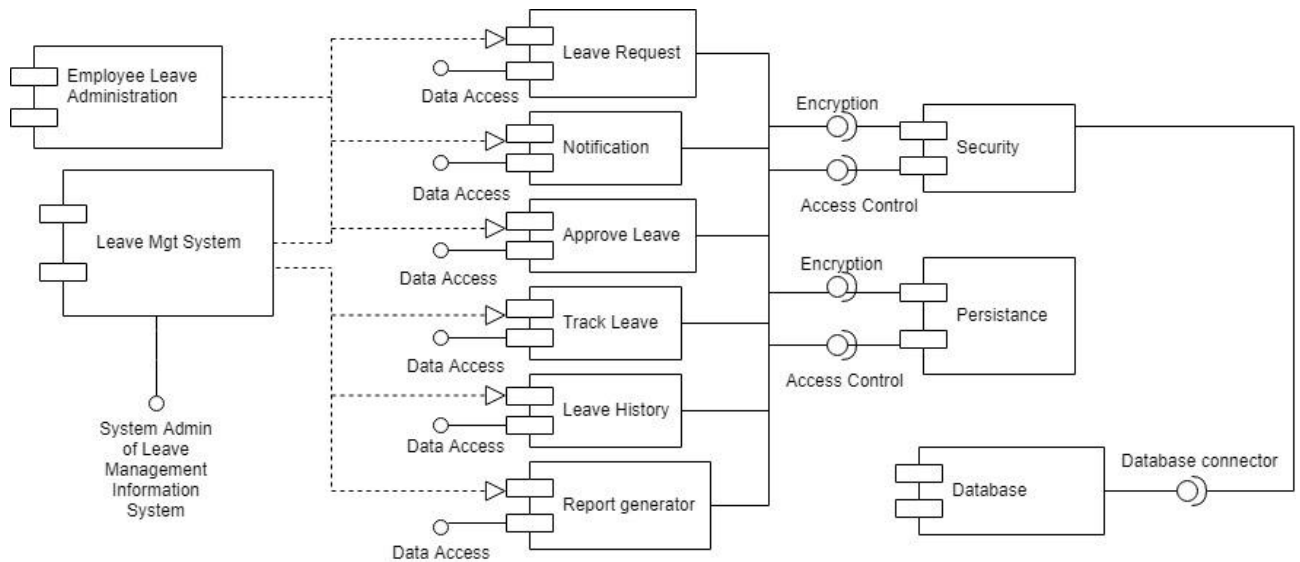 Employee Leave
Administration
Leave Mgt System
System Admin
of Leave
Management
Information
System
Leave Request
Data Access
Notification
Data Access
Approve Leave
Data Access
Track Leave
Data Access
Leave History
Data Access
Report generator
Data Access
Encryption
Security
Access Control
Encryption
Persistance
Access Control
Database connector
Database